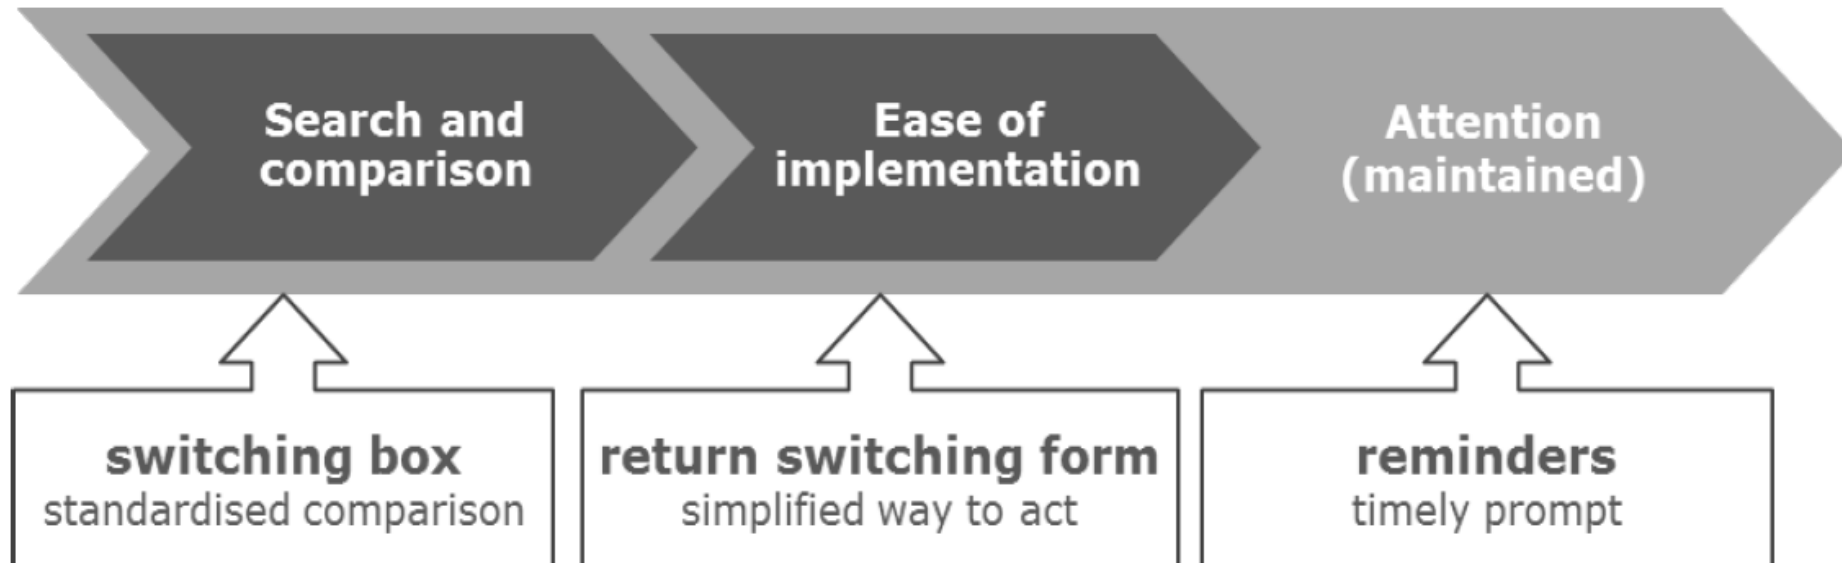 Search and
comparison
Ease of
implementation
Attention
(maintained)
switching box
standardised comparison
return switching form
simplified way to act
reminders
timely prompt